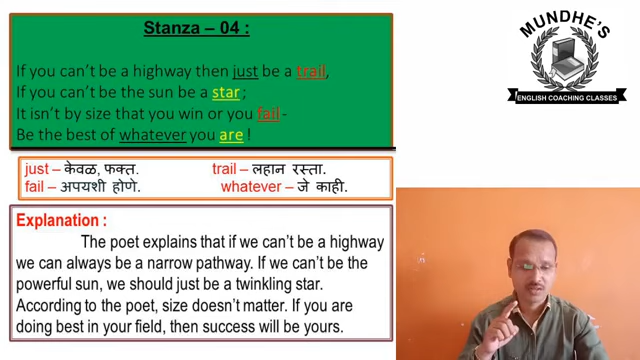 Stanza – 04 :
If you can't be a highway then just be a trail,
If you can't be the sun be a star;
It isn't by size that you win or you fail-
Be the best of whatever you are !
just – केवळ, फक्त. trail – लहान रस्ता.
fail – अपयशी होणे. whatever – जे काही.
Explanation :
The poet explains that if we can't be a highway
we can always be a narrow pathway. If we can't be the
powerful sun, we should just be a twinkling star.
According to the poet, size doesn't matter. If you are
doing best in your field, then success will be yours.
MUNDHE'S
ENGLISH COACHING CLASSES